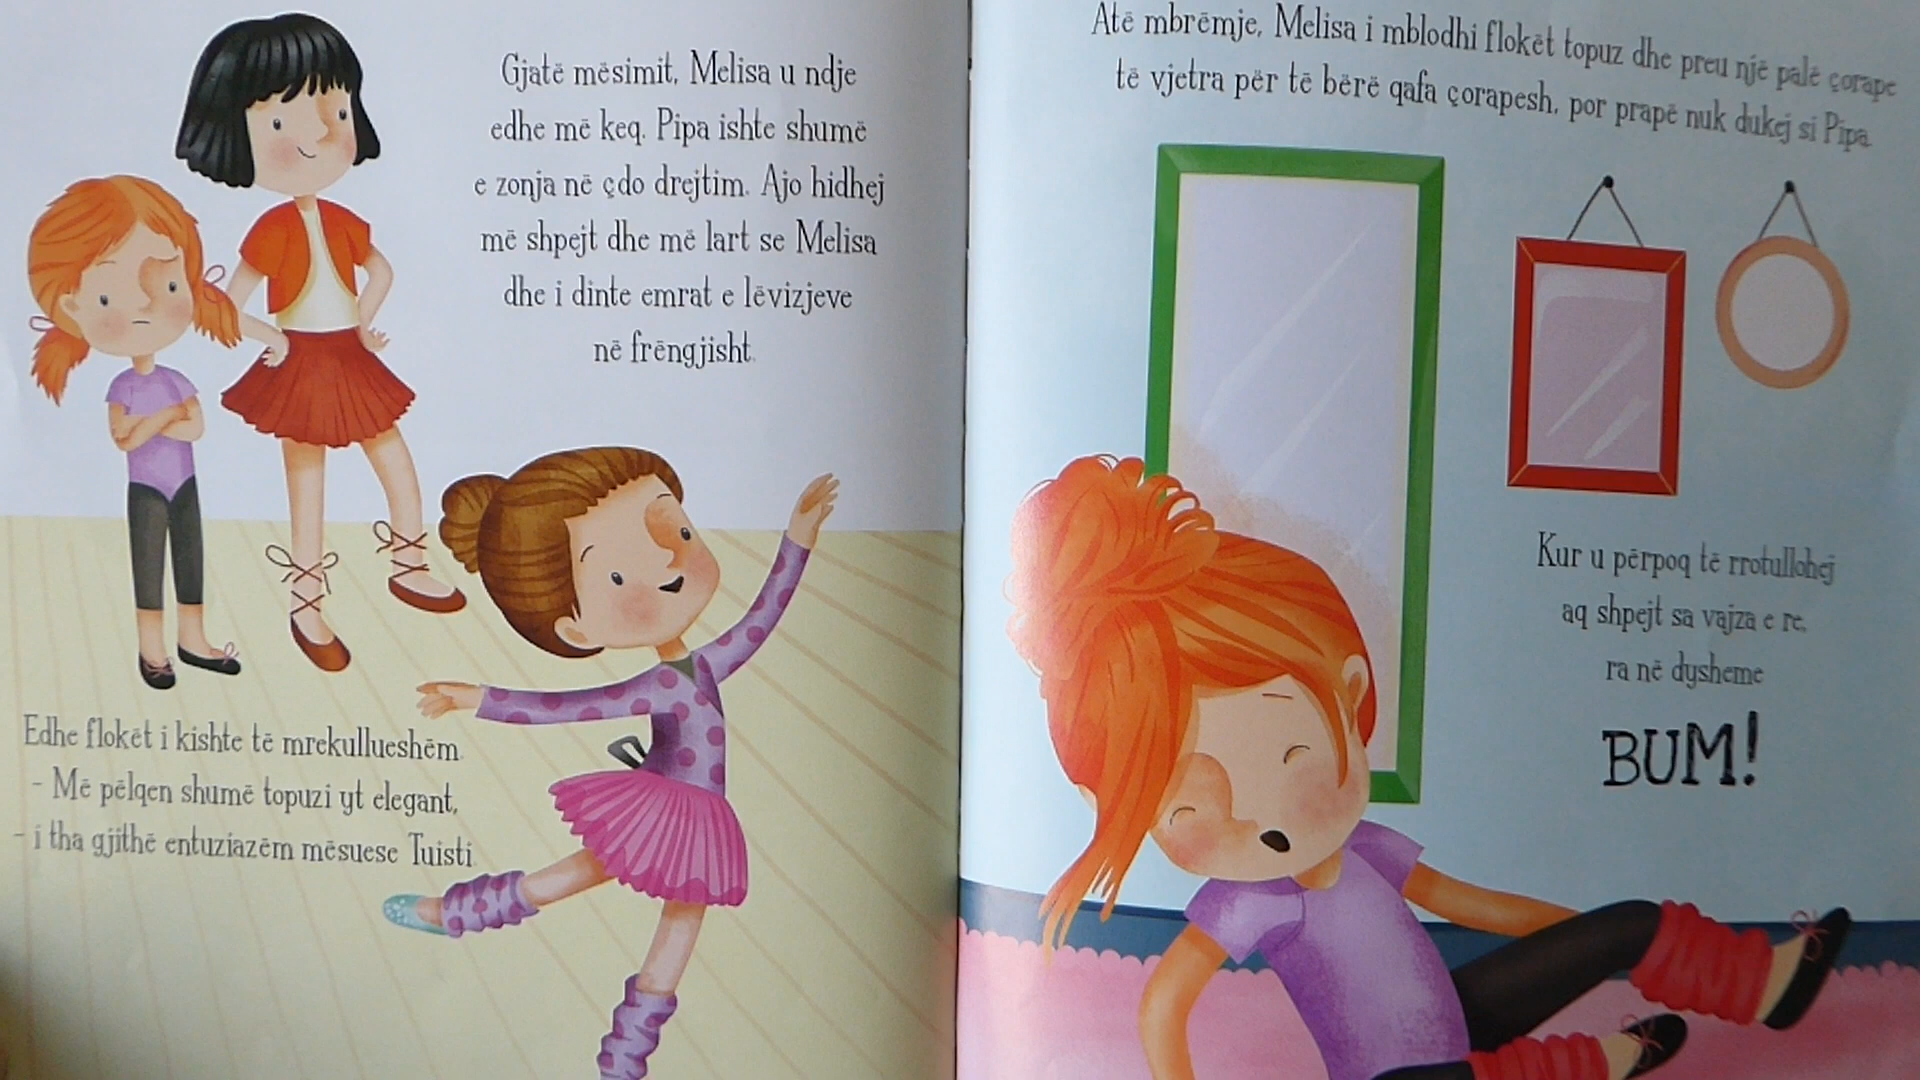 Gjatë mësimit, Melisa u ndje
edhe më keq. Pipa ishte shumë
e zonja në çdo drejtim. Ajo hidhej
më shpejt dhe më lart se Melisa
dhe i dinte emrat e lëvizjeve
në frëngjisht.
Edhe flokët i kishte të mrekullueshëm.
- Më pëlqen shumë topuzi yt elegant,
- i tha gjithë entuziazëm mësuese Tuisti.
Atë mbrëmje, Melisa i mblodhi flokët topuz dhe preu një palë çorape
të vjetra për të bërë qafa çorapesh, por prapë nuk dukej si Pipa.
Kur u përpoq të rrotullohej
aq shpejt sa vajza e re,
ra në dysheme
BUM!